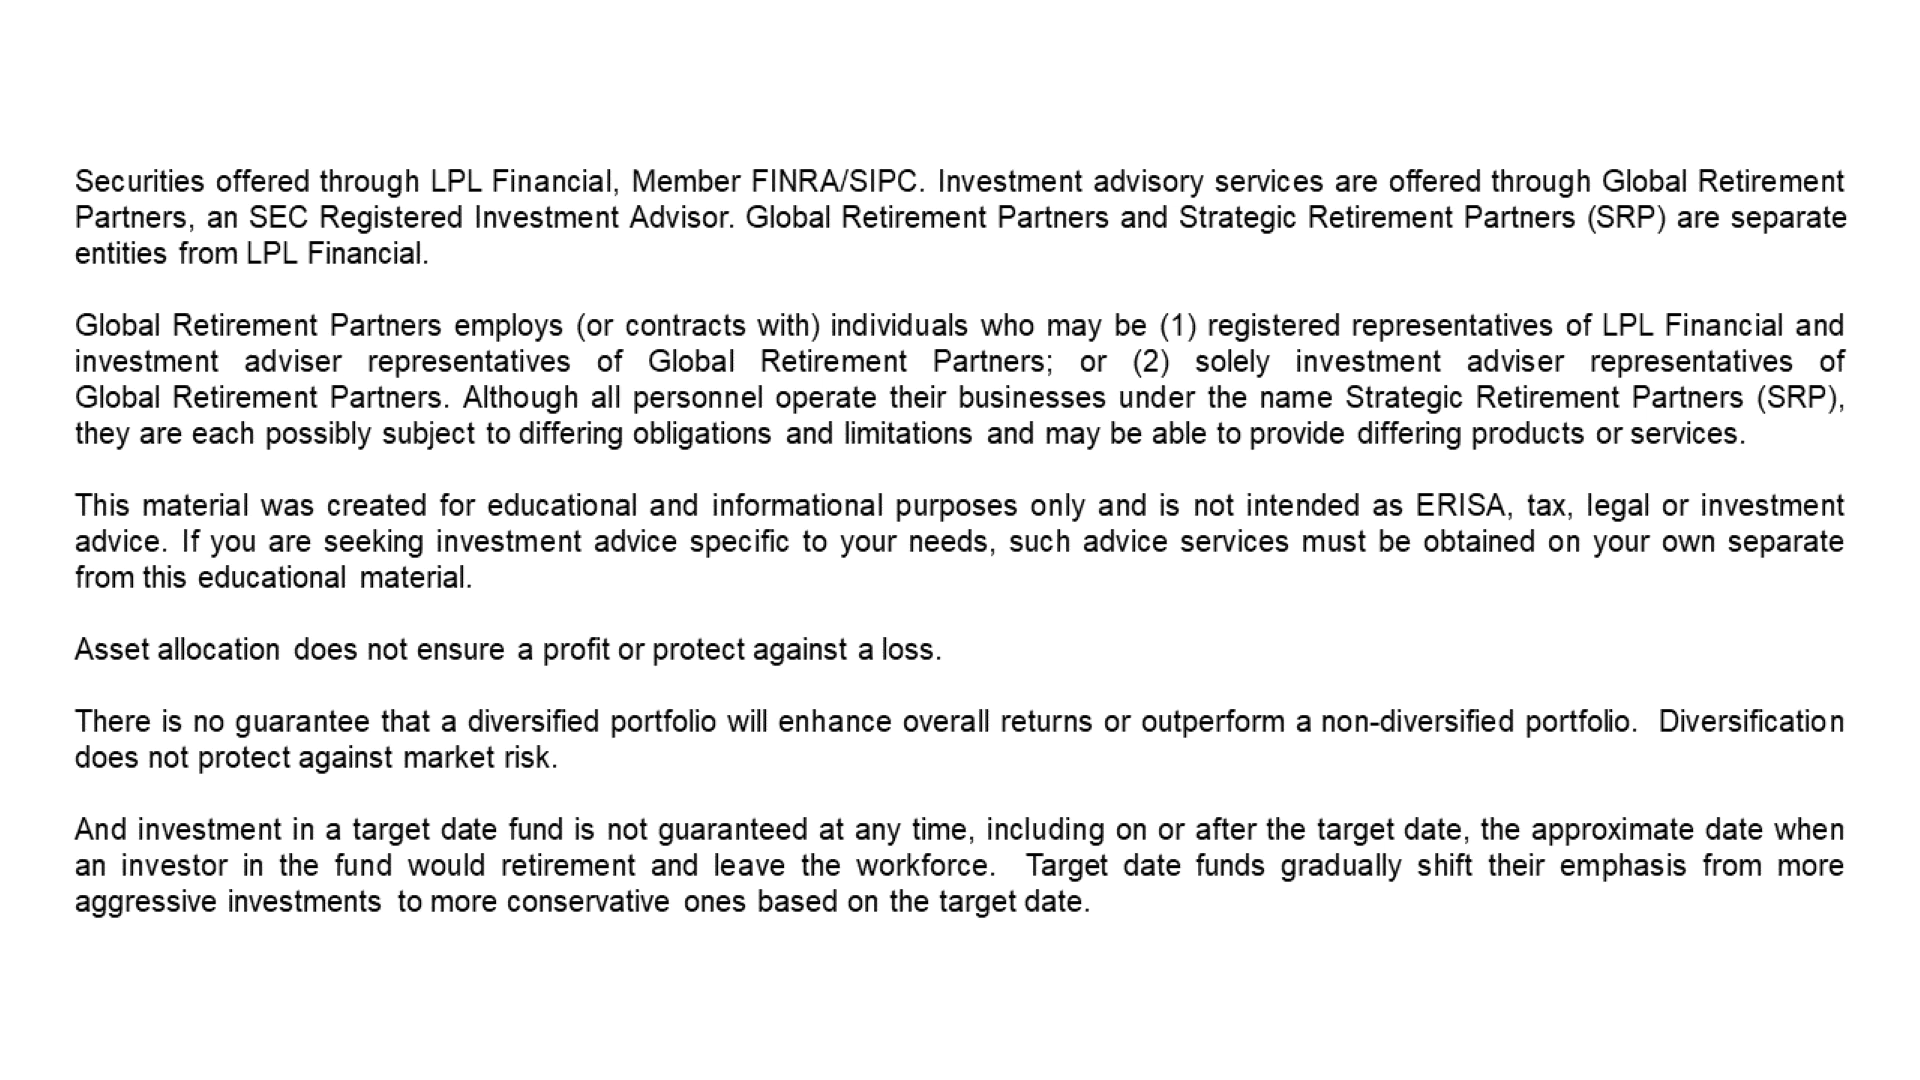 Securities offered through LPL Financial, Member FINRA/SIPC. Investment advisory services are offered through Global Retirement
Partners, an SEC Registered Investment Advisor. Global Retirement Partners and Strategic Retirement Partners (SRP) are separate
entities from LPL Financial.
Global Retirement Partners employs (or contracts with) individuals who may be (1) registered representatives of LPL Financial and
investment adviser representatives of Global Retirement Partners; or (2) solely investment adviser representatives of
Global Retirement Partners. Although all personnel operate their businesses under the name Strategic Retirement Partners (SRP),
they are each possibly subject to differing obligations and limitations and may be able to provide differing products or services.
This material was created for educational and informational purposes only and is not intended as ERISA, tax, legal or investment
advice. If you are seeking investment advice specific to your needs, such advice services must be obtained on your own separate
from this educational material.
Asset allocation does not ensure a profit or protect against a loss.
There is no guarantee that a diversified portfolio will enhance overall returns or outperform a non-diversified portfolio. Diversification
does not protect against market risk.
And investment in a target date fund is not guaranteed at any time, including on or after the target date, the approximate date when
an investor in the fund would retirement and leave the workforce. Target date funds gradually shift their emphasis from more
aggressive investments to more conservative ones based on the target date.